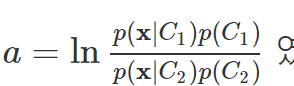 a = ln p(x|C₁)p(C₁) / p(x|C₂)p(C₂)